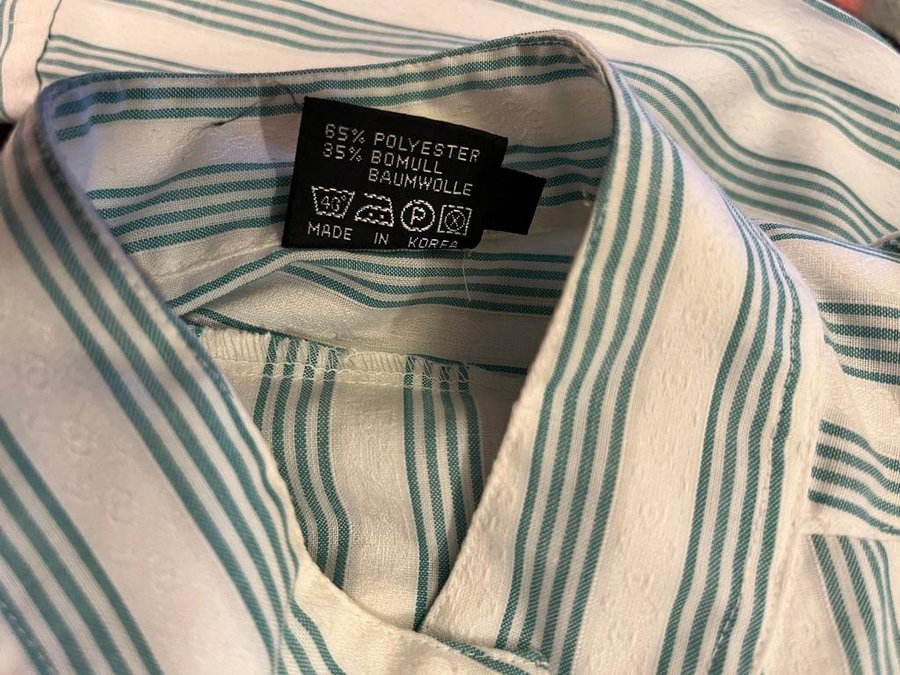 65% POLYESTER
35% BOMULL
BAUMWOLLE
40° P
MADE IN KOREA